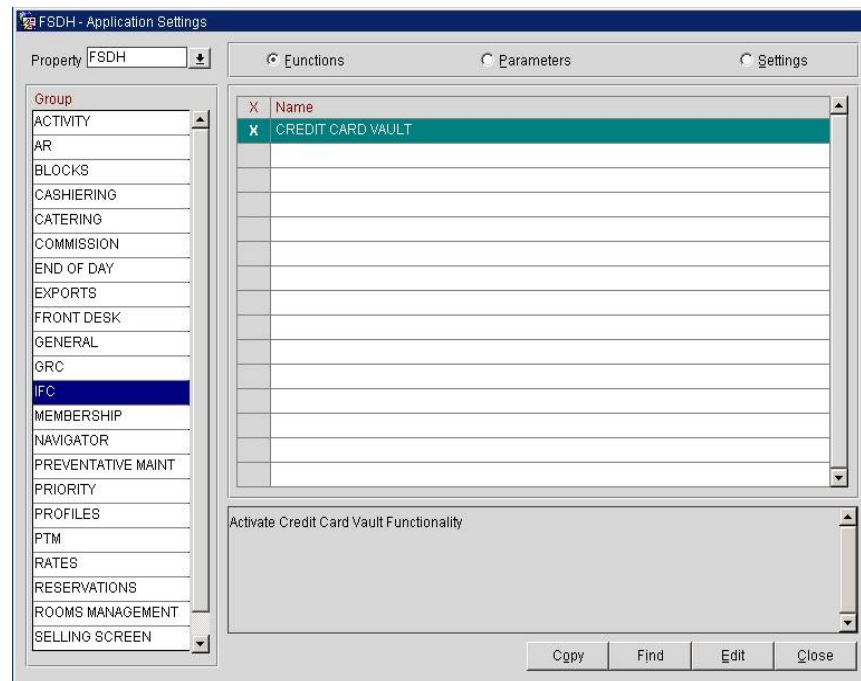 FSDH - Application Settings
Property FSDH
Functions Parameters Settings
Group
ACTIVITY
AR
BLOCKS
CASHIERING
CATERING
COMMISSION
END OF DAY
EXPORTS
FRONT DESK
GENERAL
GRC
IFC
MEMBERSHIP
NAVIGATOR
PREVENTATIVE MAINT
PRIORITY
PROFILES
PTM
RATES
RESERVATIONS
ROOMS MANAGEMENT
SELLING SCREEN
X Name
X CREDIT CARD VAULT
Activate Credit Card Vault Functionality
Copy Find Edit Close